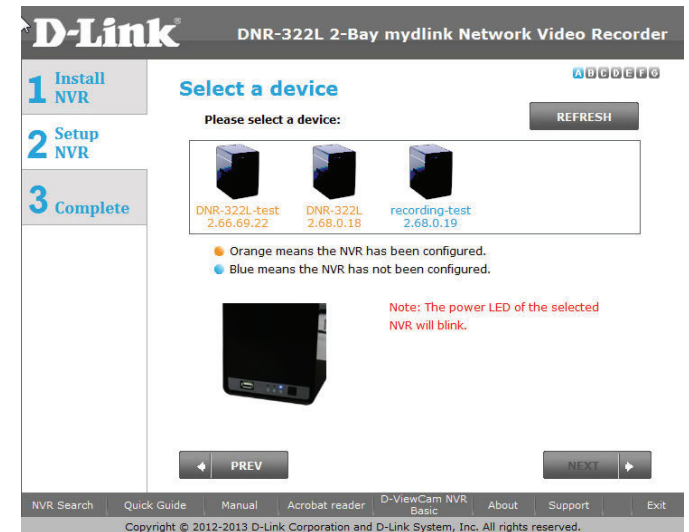 D-Link®
DNR-322L 2-Bay mydlink Network Video Recorder
1 Install
NVR
2 Setup
NVR
3 Complete
A B C D E F G
Select a device
Please select a device:
REFRESH
DNR-322L-test
2.66.69.22
DNR-322L
2.68.0.18
recording-test
2.68.0.19
Orange means the NVR has been configured.
Blue means the NVR has not been configured.
Note: The power LED of the selected
NVR will blink.
PREV
NEXT
NVR Search
Quick Guide
Manual
Acrobat reader
D-ViewCam NVR
Basic
About
Support
Exit
Copyright © 2012-2013 D-Link Corporation and D-Link System, Inc. All rights reserved.